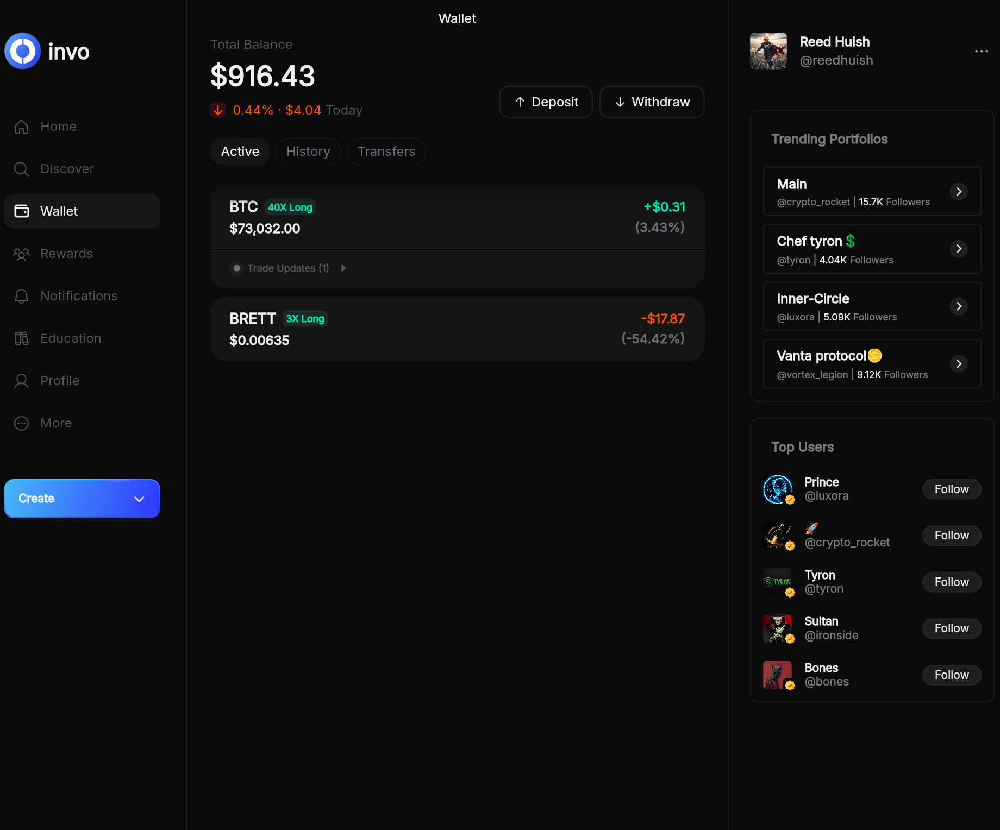 invo
Home
Discover
Wallet
Rewards
Notifications
Education
Profile
More
Create
Wallet
Total Balance
$916.43
0.44% · $4.04 Today
Deposit
Withdraw
Active
History
Transfers
BTC 40X Long
+$0.31
$73,032.00
(3.43%)
Trade Updates (1)
BRETT 3X Long
-$17.87
$0.00635
(-54.42%)
Reed Huish
@reedhuish
Trending Portfolios
Main
@crypto_rocket | 15.7K Followers
Chef tyron 💲
@tyron | 4.04K Followers
Inner-Circle
@luxora | 5.09K Followers
Vanta protocol🪙
@vortex_legion | 9.12K Followers
Top Users
Prince
@luxora
Follow
🚀
@crypto_rocket
Follow
$ TYRON
Tyron
@tyron
Follow
Sultan
@ironside
Follow
Bones
@bones
Follow